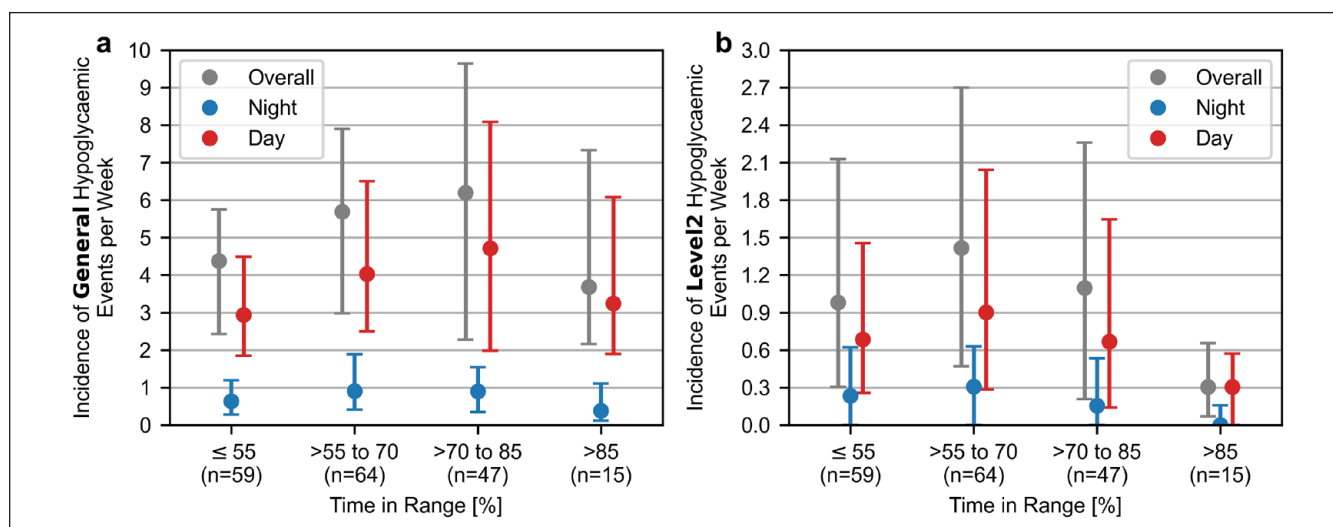 a
Incidence of General Hypoglycaemic
Events per Week
10
9
8
7
6
5
4
3
2
1
0
Overall
Night
Day
≤ 55
(n=59)
>55 to 70
(n=64)
>70 to 85
(n=47)
>85
(n=15)
Time in Range [%]
b
Incidence of Level2 Hypoglycaemic
Events per Week
3.0
2.7
2.4
2.1
1.8
1.5
1.2
0.9
0.6
0.3
0.0
Overall
Night
Day
≤ 55
(n=59)
>55 to 70
(n=64)
>70 to 85
(n=47)
>85
(n=15)
Time in Range [%]